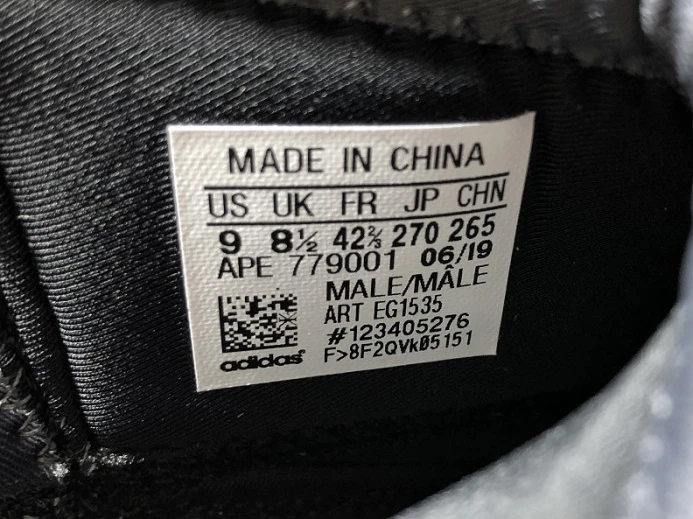 MADE IN CHINA
US UK FR JP CHN
9 8½ 42⅔ 270 265
APE 779001 06/19
MALE/MÂLE
ART EG1535
#123405276
adidas® F>8F2QVkØ5151